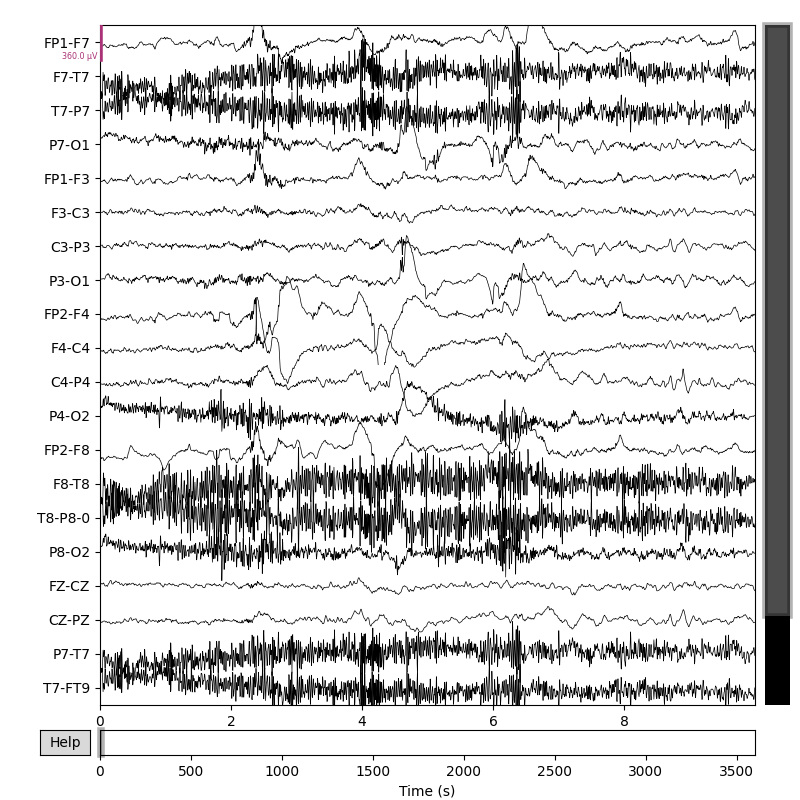 FP1-F7
360.0 µV
F7-T7
T7-P7
P7-O1
FP1-F3
F3-C3
C3-P3
P3-O1
FP2-F4
F4-C4
C4-P4
P4-O2
FP2-F8
F8-T8
T8-P8-0
P8-O2
FZ-CZ
CZ-PZ
P7-T7
T7-FT9
0 2 4 6 8
Help
0 500 1000 1500 2000 2500 3000 3500
Time (s)